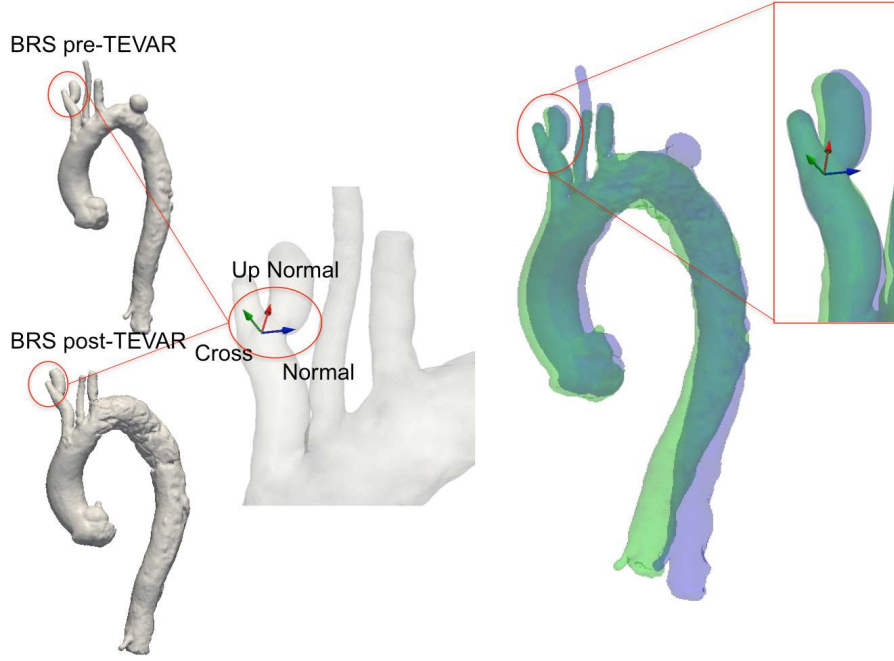 BRS pre-TEVAR
Up Normal
BRS post-TEVAR
Cross
Normal